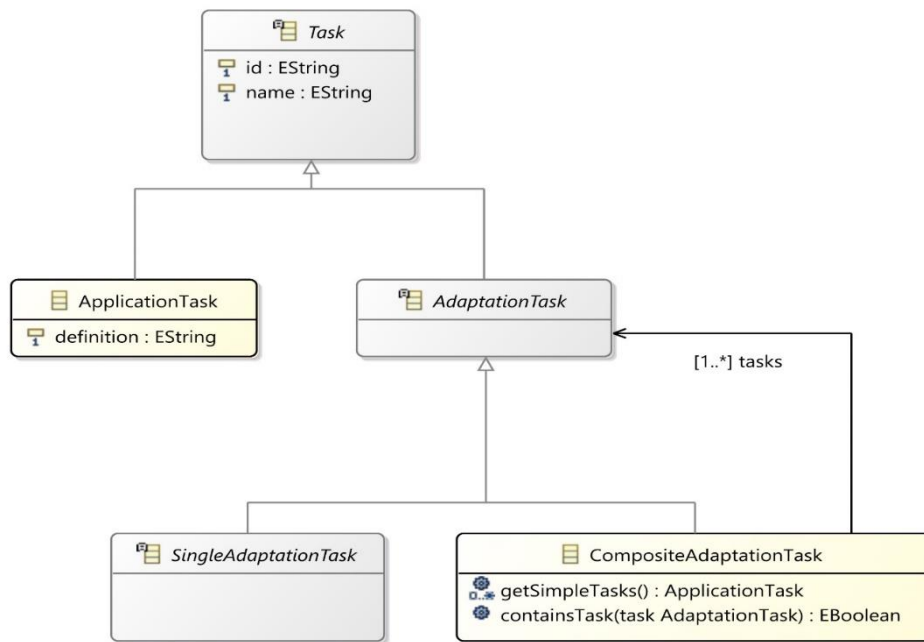 Task
id : EString
name : EString
ApplicationTask
definition : EString
AdaptationTask
[1..*] tasks
SingleAdaptationTask
CompositeAdaptationTask
getSimpleTasks() : ApplicationTask
0..*
containsTask(task AdaptationTask) : EBoolean